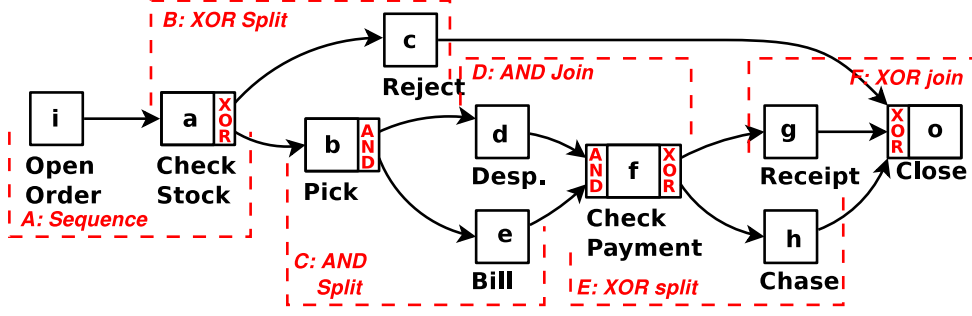 B: XOR Split
c
Reject
D: AND Join
F: XOR join
i
Open
Order
a
XOR
Check
Stock
b
AND
Pick
d
Desp.
AND
f
XOR
Check
Payment
g
Receipt
XOR
o
Close
A: Sequence
e
Bill
h
Chase
C: AND
Split
E: XOR split